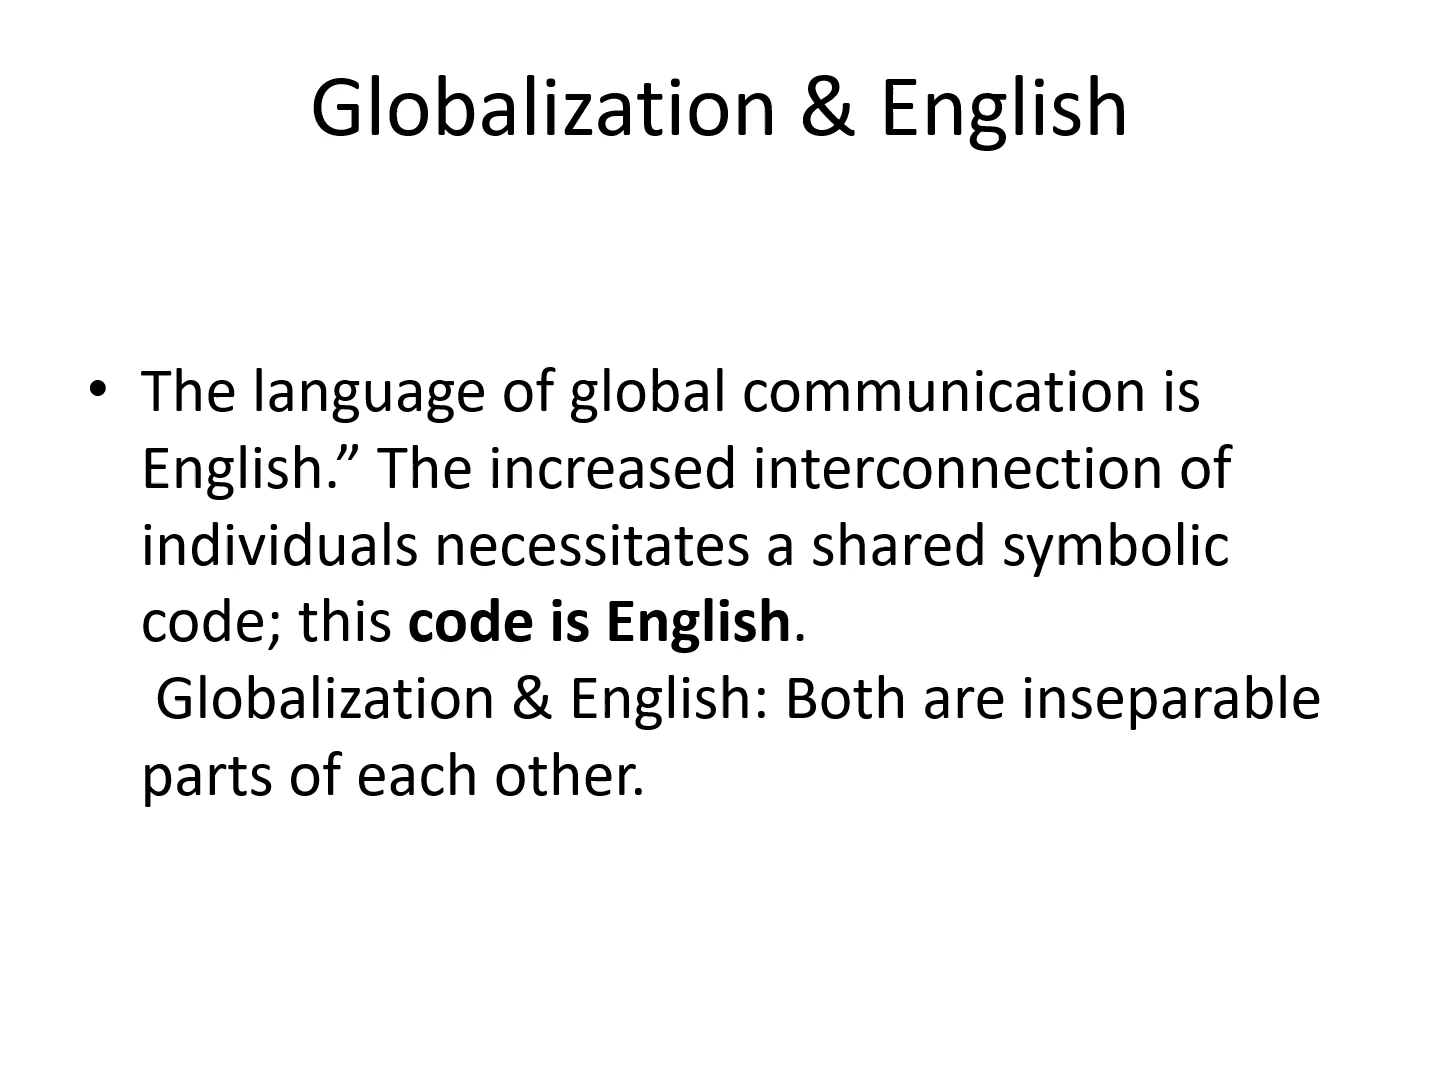 Globalization & English
• The language of global communication is
English.” The increased interconnection of
individuals necessitates a shared symbolic
code; this code is English.
Globalization & English: Both are inseparable
parts of each other.